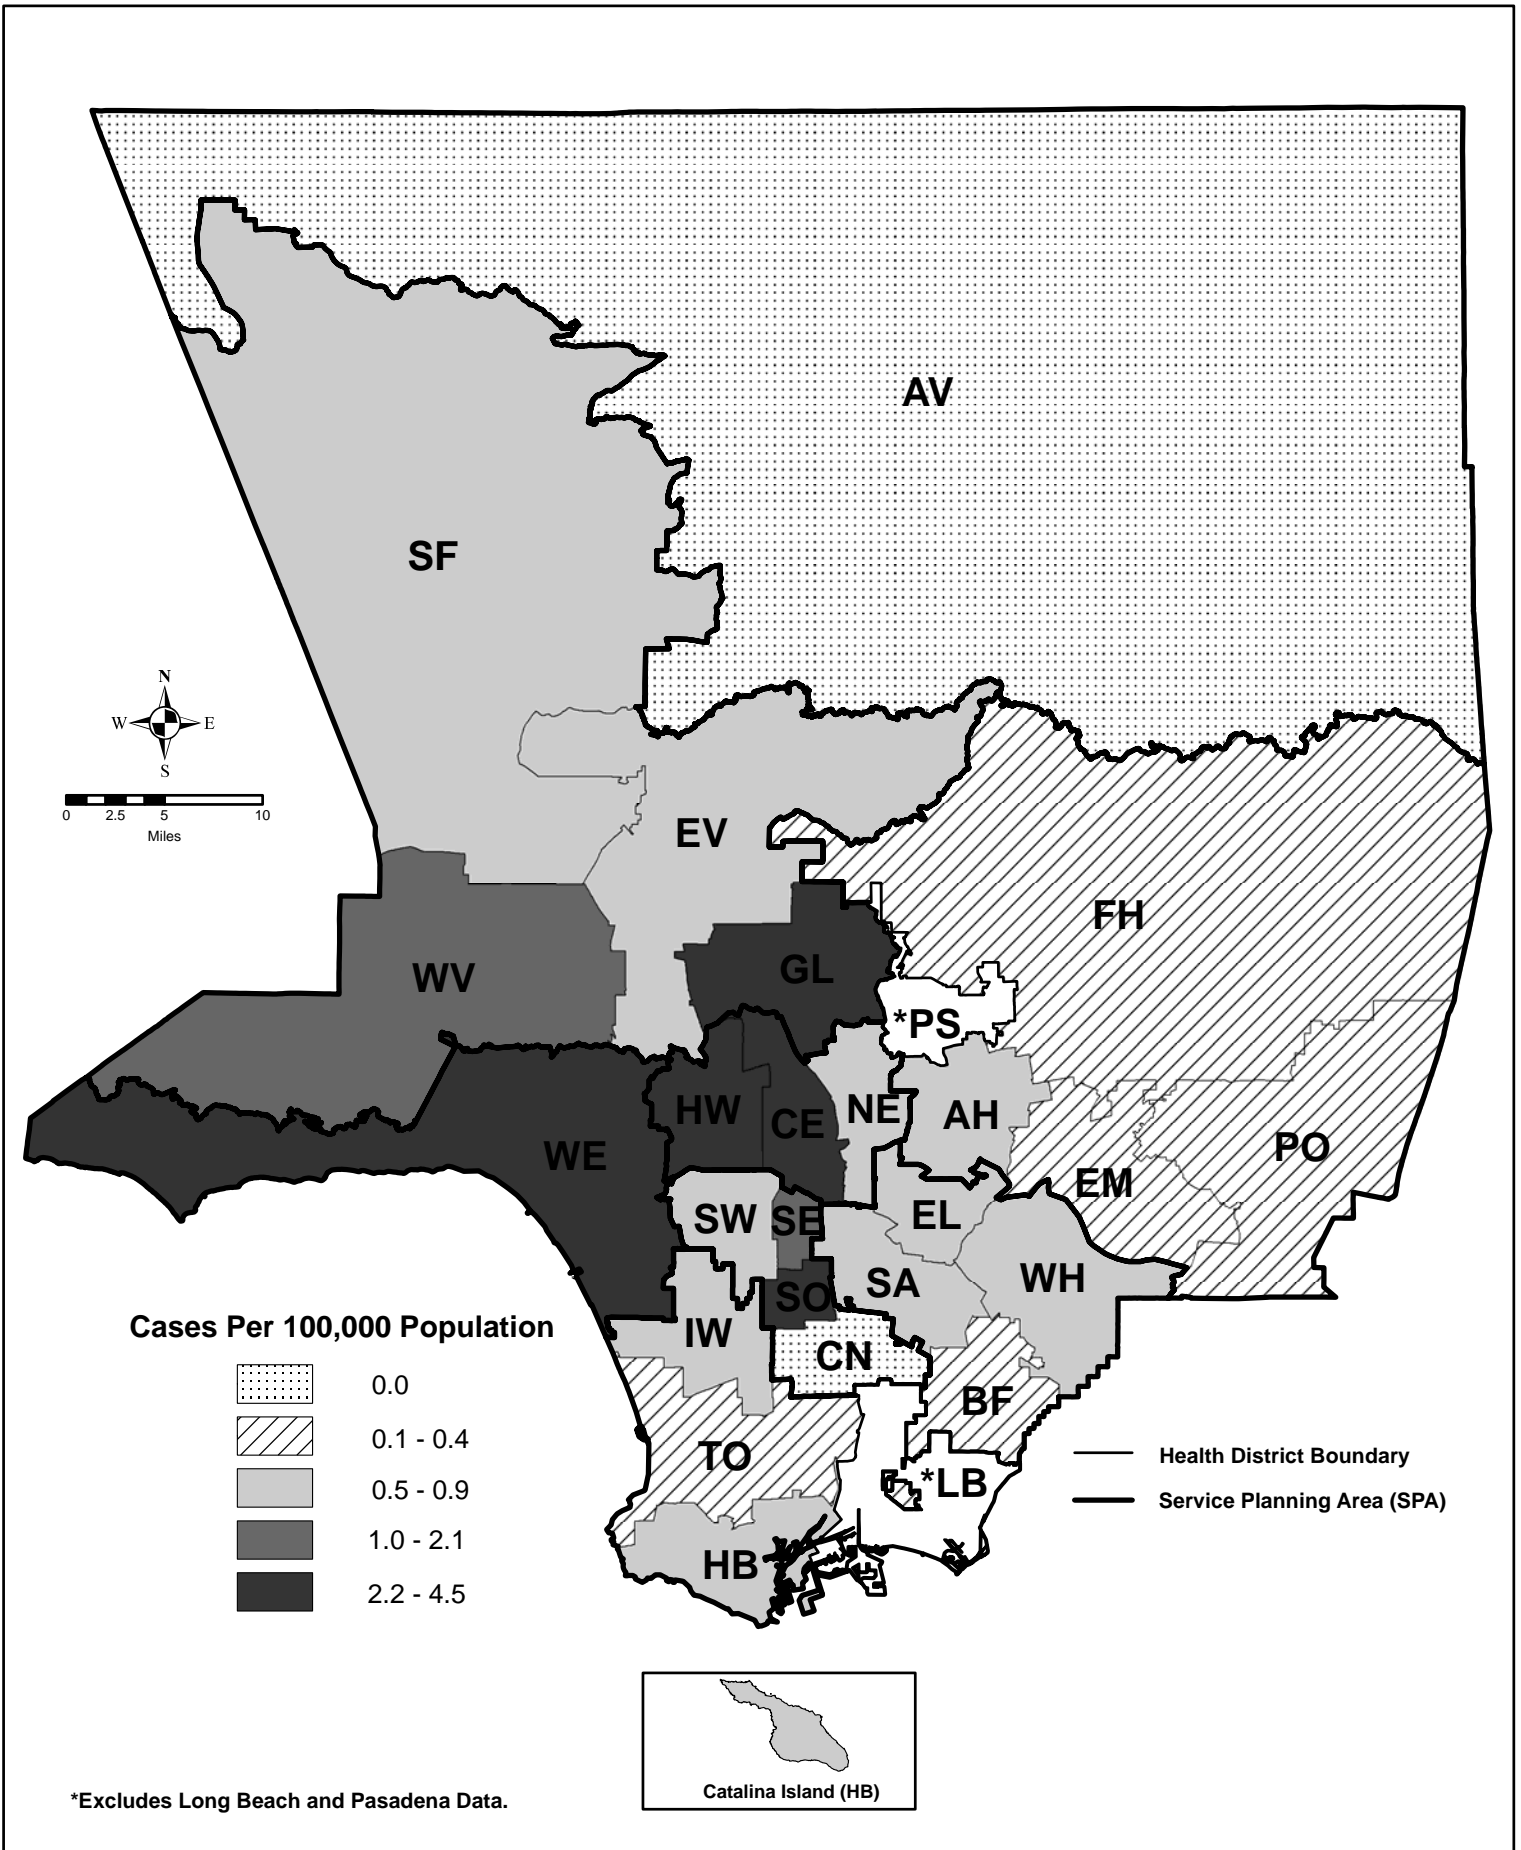 AV
SF
N
W E
S
0 2.5 5 10
Miles
EV
FH
WV
GL
*PS
HW
CE
NE
AH
WE
PO
EM
SW
SE
EL
SA
WH
SO
IW
CN
BF
TO
*LB
HB
Cases Per 100,000 Population
0.0
0.1 - 0.4
0.5 - 0.9
1.0 - 2.1
2.2 - 4.5
Health District Boundary
Service Planning Area (SPA)
Catalina Island (HB)
*Excludes Long Beach and Pasadena Data.